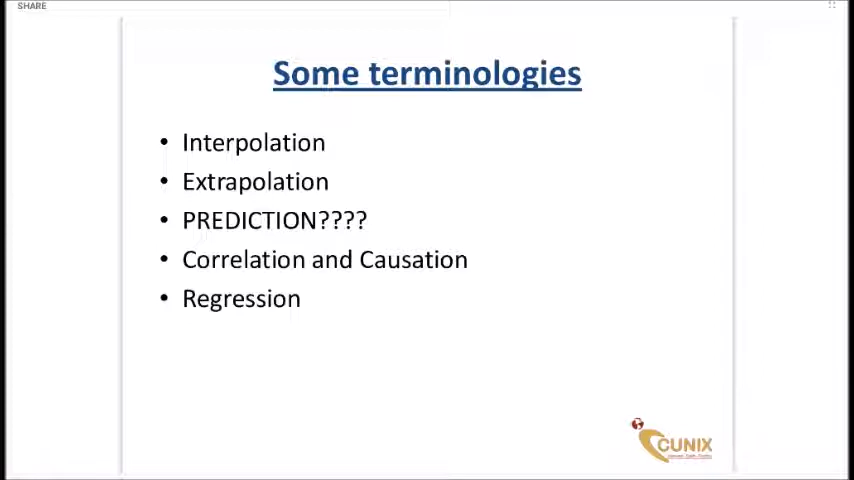 SHARE
Some terminologies
• Interpolation
• Extrapolation
• PREDICTION????
• Correlation and Causation
• Regression
CUNIX